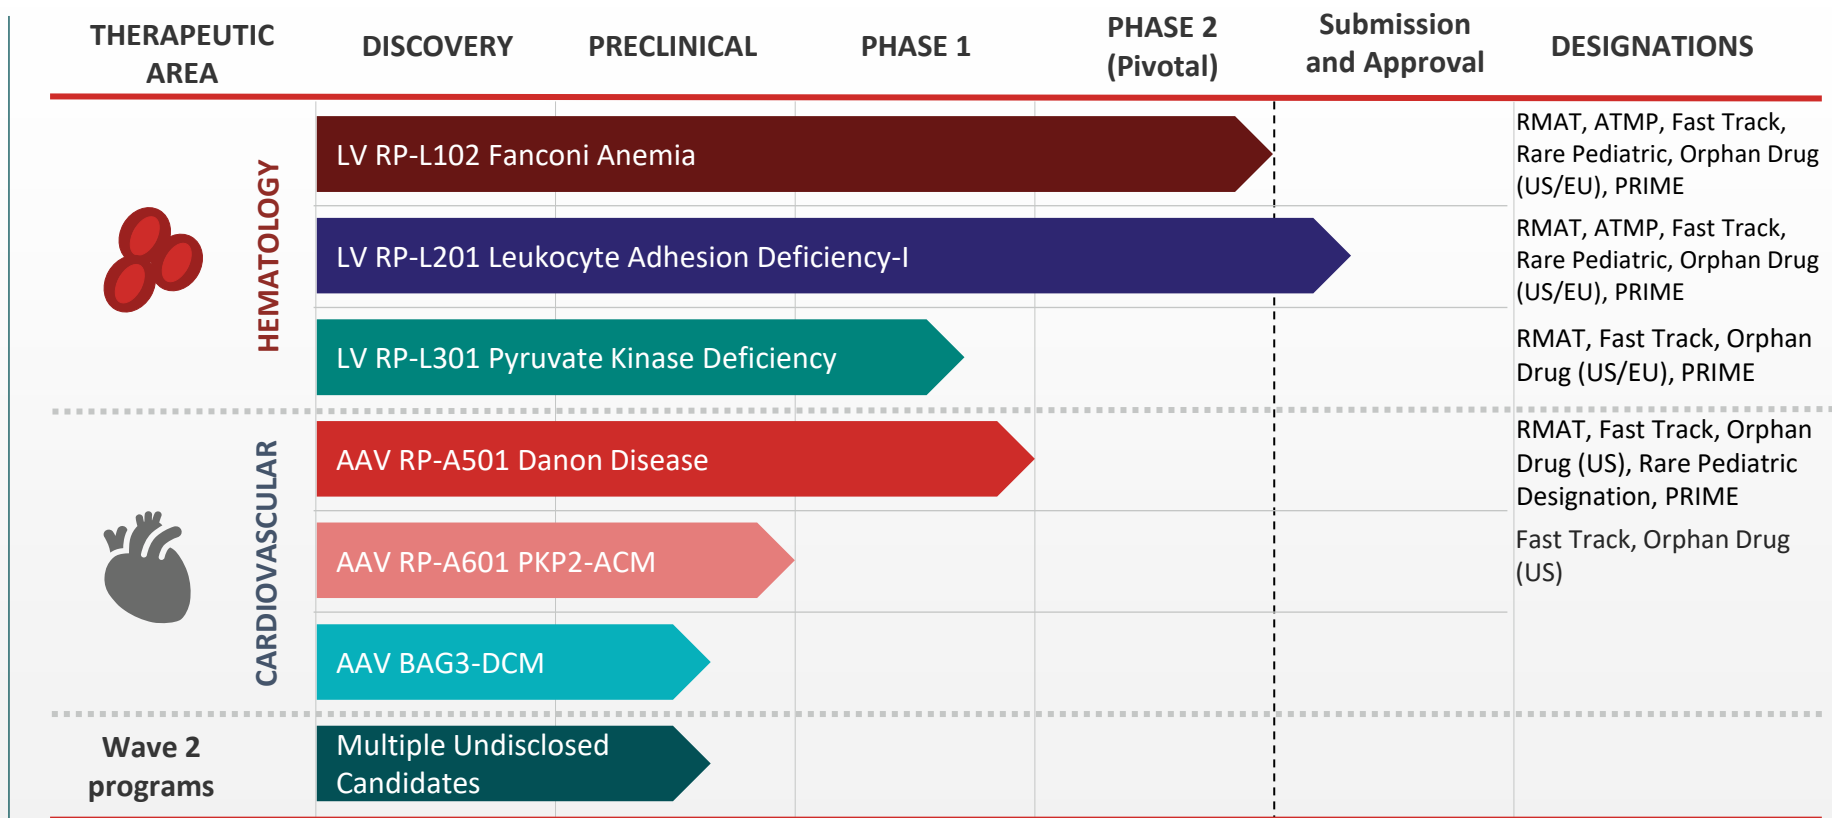 THERAPEUTIC
AREA
DISCOVERY
PRECLINICAL
PHASE 1
PHASE 2
(Pivotal)
Submission
and Approval
DESIGNATIONS
HEMATOLOGY
LV RP-L102 Fanconi Anemia
RMAT, ATMP, Fast Track,
Rare Pediatric, Orphan Drug
(US/EU), PRIME
LV RP-L201 Leukocyte Adhesion Deficiency-I
RMAT, ATMP, Fast Track,
Rare Pediatric, Orphan Drug
(US/EU), PRIME
LV RP-L301 Pyruvate Kinase Deficiency
RMAT, Fast Track, Orphan
Drug (US/EU), PRIME
CARDIOVASCULAR
AAV RP-A501 Danon Disease
RMAT, Fast Track, Orphan
Drug (US), Rare Pediatric
Designation, PRIME
AAV RP-A601 PKP2-ACM
Fast Track, Orphan Drug
(US)
AAV BAG3-DCM
Wave 2
programs
Multiple Undisclosed
Candidates